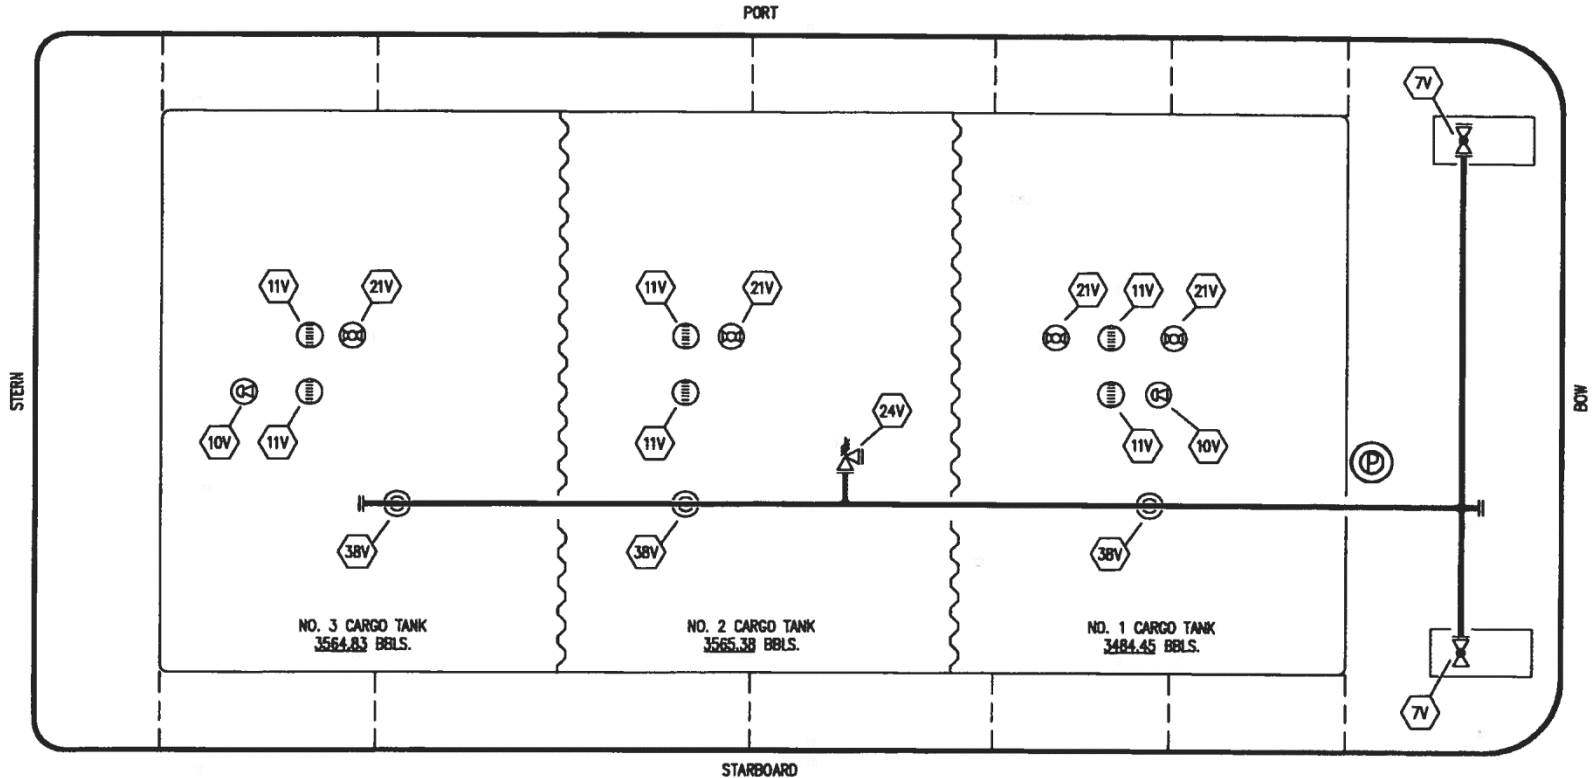 PORT
7V
11V
21V
11V
21V
21V
11V
21V
STERN
BOW
10V
11V
11V
24V
11V
10V
P
38V
38V
38V
NO. 3 CARGO TANK
3564.83 BBLS.
NO. 2 CARGO TANK
3565.38 BBLS.
NO. 1 CARGO TANK
3484.45 BBLS.
7V
STARBOARD